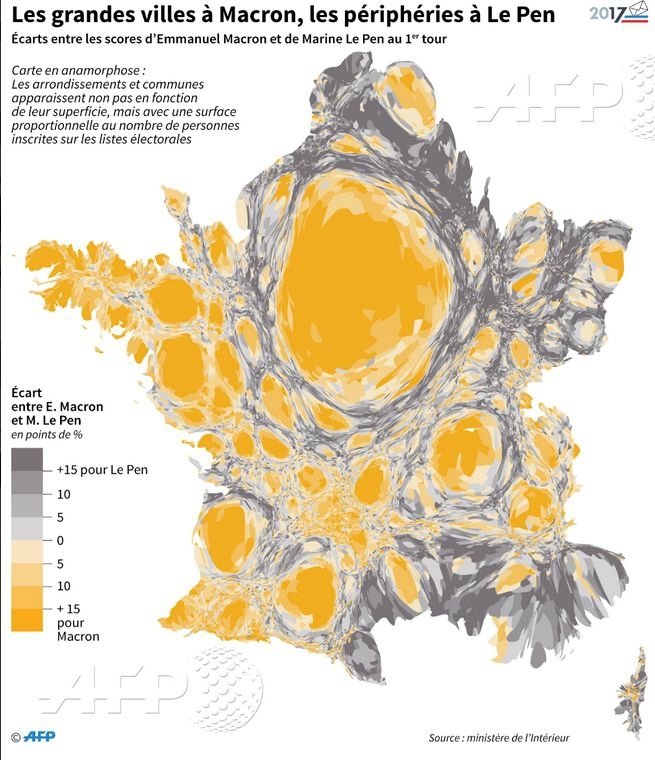 Les grandes villes à Macron, les périphéries à Le Pen
2017
Écarts entre les scores d'Emmanuel Macron et de Marine Le Pen au 1er tour
Carte en anamorphose :
Les arrondissements et communes
apparaissent non pas en fonction
de leur superficie, mais avec une surface
proportionnelle au nombre de personnes
inscrites sur les listes électorales
AFP
Écart
entre E. Macron
et M. Le Pen
en points de %
+15 pour Le Pen
10
5
0
5
10
+ 15
pour
Macron
AFP
© AFP
Source : ministère de l'Intérieur